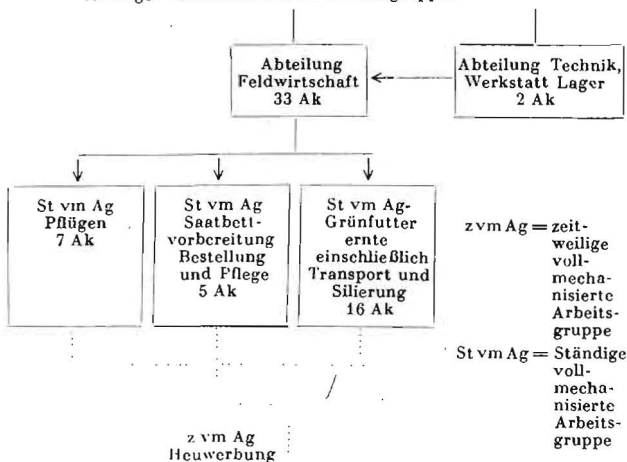 Abteilung
Feldwirtschaft
33 Ak
Abteilung Technik,
Werkstatt Lager
2 Ak
St vm Ag
Pflügen
7 Ak
St vm Ag
Saatbett-
vorbereitung
Bestellung
und Pflege
5 Ak
St vm Ag-
Grünfutter
ernte
einschließlich
Transport und
Silierung
16 Ak
z vm Ag = zeit-
weilige
voll-
mecha-
nisierte
Arbeits-
gruppe
St vm Ag = Ständige
voll-
mecha-
nisierte
Arbeits-
gruppe
z vm Ag
Heuwerbung